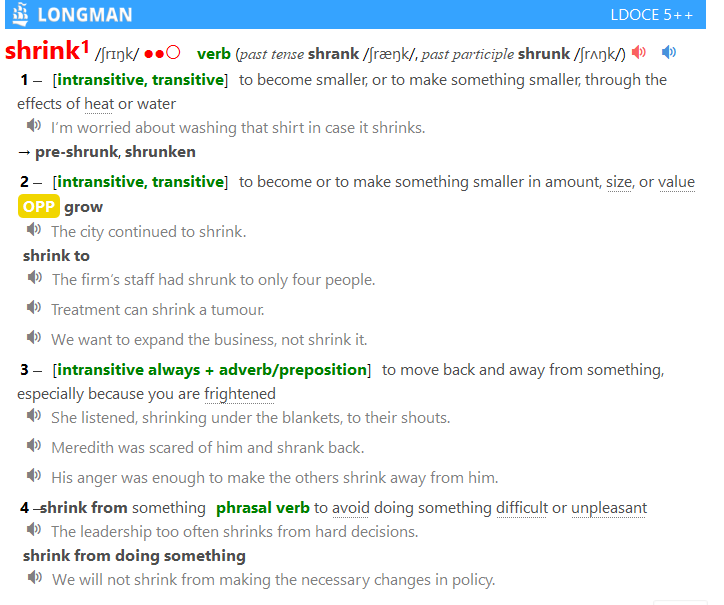 LONGMAN LDOCE 5++
shrink¹ /ʃrɪŋk/ ●●○ verb (past tense shrank /ʃræŋk/, past participle shrunk /ʃrʌŋk/)
1 – [intransitive, transitive] to become smaller, or to make something smaller, through the
effects of heat or water
I’m worried about washing that shirt in case it shrinks.
→ pre-shrunk, shrunken
2 – [intransitive, transitive] to become or to make something smaller in amount, size, or value
OPP grow
The city continued to shrink.
shrink to
The firm’s staff had shrunk to only four people.
Treatment can shrink a tumour.
We want to expand the business, not shrink it.
3 – [intransitive always + adverb/preposition] to move back and away from something,
especially because you are frightened
She listened, shrinking under the blankets, to their shouts.
Meredith was scared of him and shrank back.
His anger was enough to make the others shrink away from him.
4 –shrink from something phrasal verb to avoid doing something difficult or unpleasant
The leadership too often shrinks from hard decisions.
shrink from doing something
We will not shrink from making the necessary changes in policy.